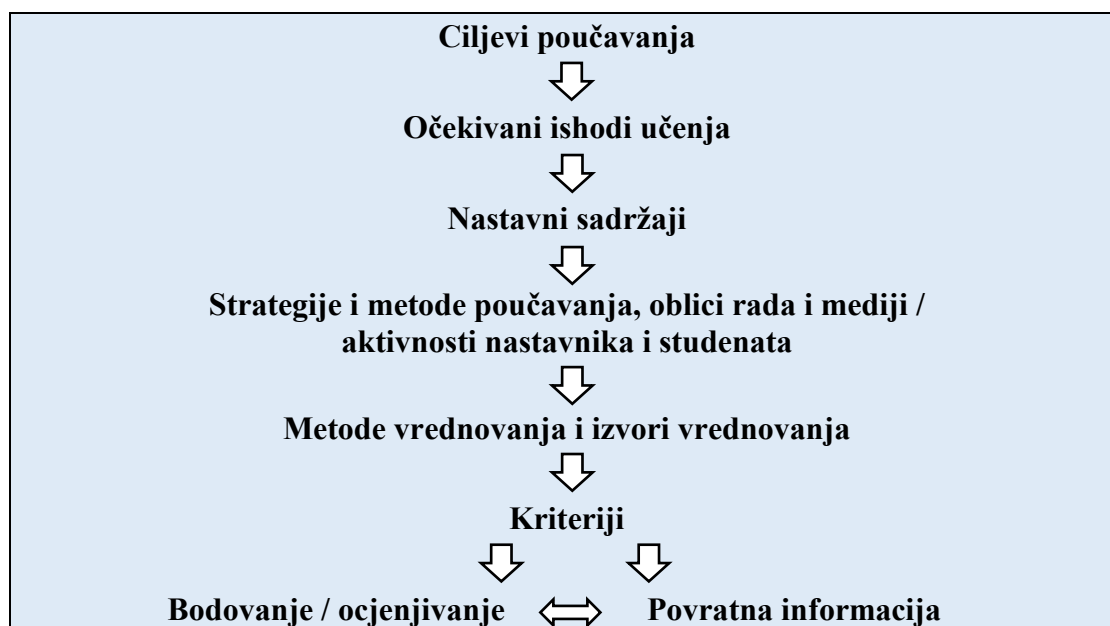 Ciljevi poučavanja
Očekivani ishodi učenja
Nastavni sadržaji
Strategije i metode poučavanja, oblici rada i mediji /
aktivnosti nastavnika i studenata
Metode vrednovanja i izvori vrednovanja
Kriteriji
Bodovanje / ocjenjivanje Povratna informacija